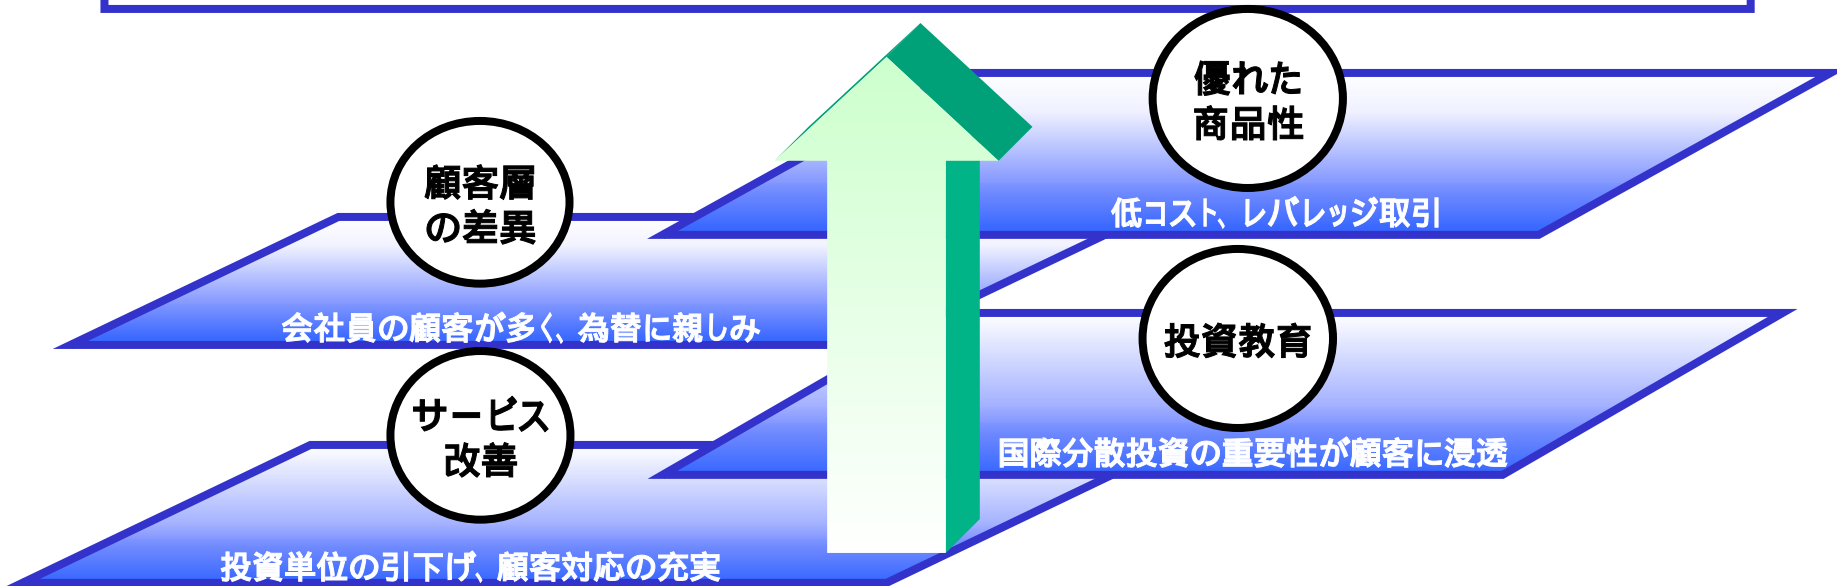 優れた
商品性
低コスト、レバレッジ取引
顧客層
の差異
会社員の顧客が多く、為替に親しみ
投資教育
国際分散投資の重要性が顧客に浸透
サービス
改善
投資単位の引下げ、顧客対応の充実